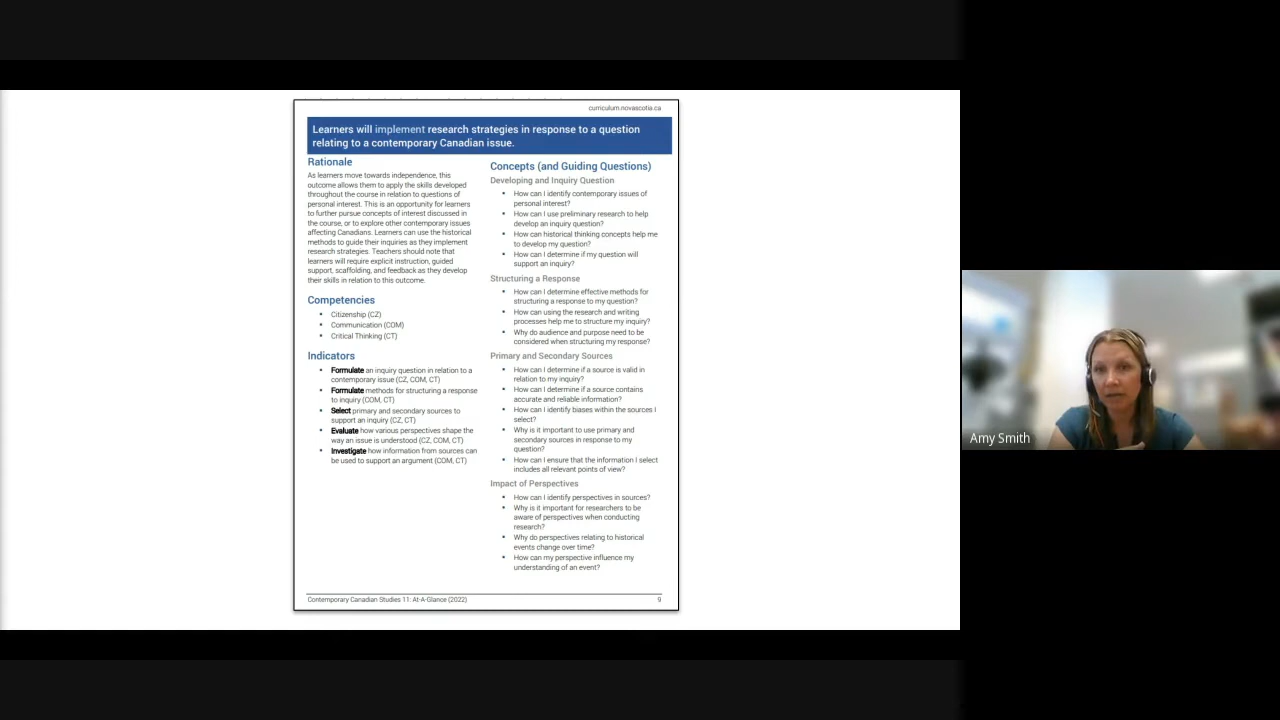 curriculum.novascotia.ca
Learners will implement research strategies in response to a question
relating to a contemporary Canadian issue.
Rationale
As learners move towards independence, this
outcome allows them to apply the skills developed
throughout the course in relation to questions of
personal interest. This is an opportunity for learners
to further pursue concepts of interest discussed in
the course, or to explore other contemporary issues
affecting Canadians. Learners can use the historical
methods to guide their inquiries as they implement
research strategies. Teachers should note that
learners will require explicit instruction, guided
support, scaffolding, and feedback as they develop
their skills in relation to this outcome.
Competencies
• Citizenship (CZ)
• Communication (COM)
• Critical Thinking (CT)
Indicators
• Formulate an inquiry question in relation to a
contemporary issue (CZ, COM, CT)
• Formulate methods for structuring a response
to inquiry (COM, CT)
• Select primary and secondary sources to
support an inquiry (CZ, CT)
• Evaluate how various perspectives shape the
way an issue is understood (CZ, COM, CT)
• Investigate how information from sources can
be used to support an argument (COM, CT)
Concepts (and Guiding Questions)
Developing and Inquiry Question
• How can I identify contemporary issues of
personal interest?
• How can I use preliminary research to help
develop an inquiry question?
• How can historical thinking concepts help me
to develop my question?
• How can I determine if my question will
support an inquiry?
Structuring a Response
• How can I determine effective methods for
structuring a response to my question?
• How can using the research and writing
processes help me to structure my inquiry?
• Why do audience and purpose need to be
considered when structuring my response?
Primary and Secondary Sources
• How can I determine if a source is valid in
relation to my inquiry?
• How can I determine if a source contains
accurate and reliable information?
• How can I identify biases within the sources I
select?
• Why is it important to use primary and
secondary sources in response to my
question?
• How can I ensure that the information I select
includes all relevant points of view?
Impact of Perspectives
• How can I identify perspectives in sources?
• Why is it important for researchers to be
aware of perspectives when conducting
research?
• Why do perspectives relating to historical
events change over time?
• How can my perspective influence my
understanding of an event?
Contemporary Canadian Studies 11: At-A-Glance (2022)
9
Amy Smith